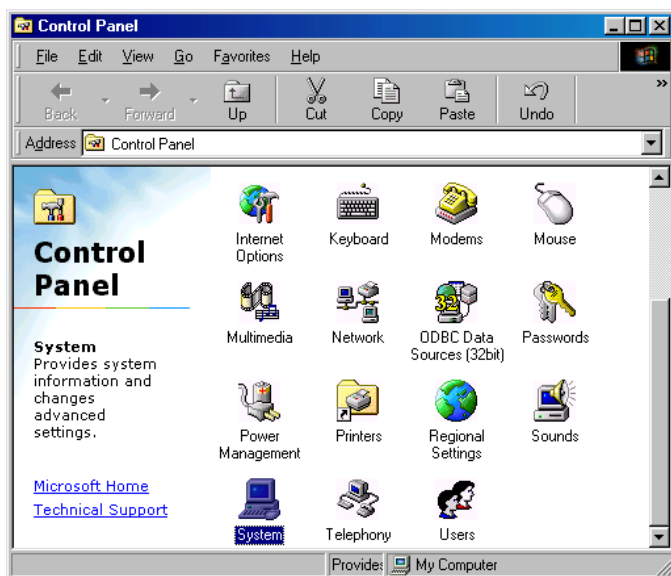 Control Panel
File Edit View Go Favorites Help
Back Forward Up Cut Copy Paste Undo »
Address Control Panel
Control
Panel
System
Provides system
information and
changes
advanced
settings.
Microsoft Home
Technical Support
Internet
Options
Keyboard
Modems
Mouse
Multimedia
Network
32
ODBC Data
Sources (32bit)
Passwords
Power
Management
Printers
Regional
Settings
Sounds
System
Telephony
Users
Provides My Computer